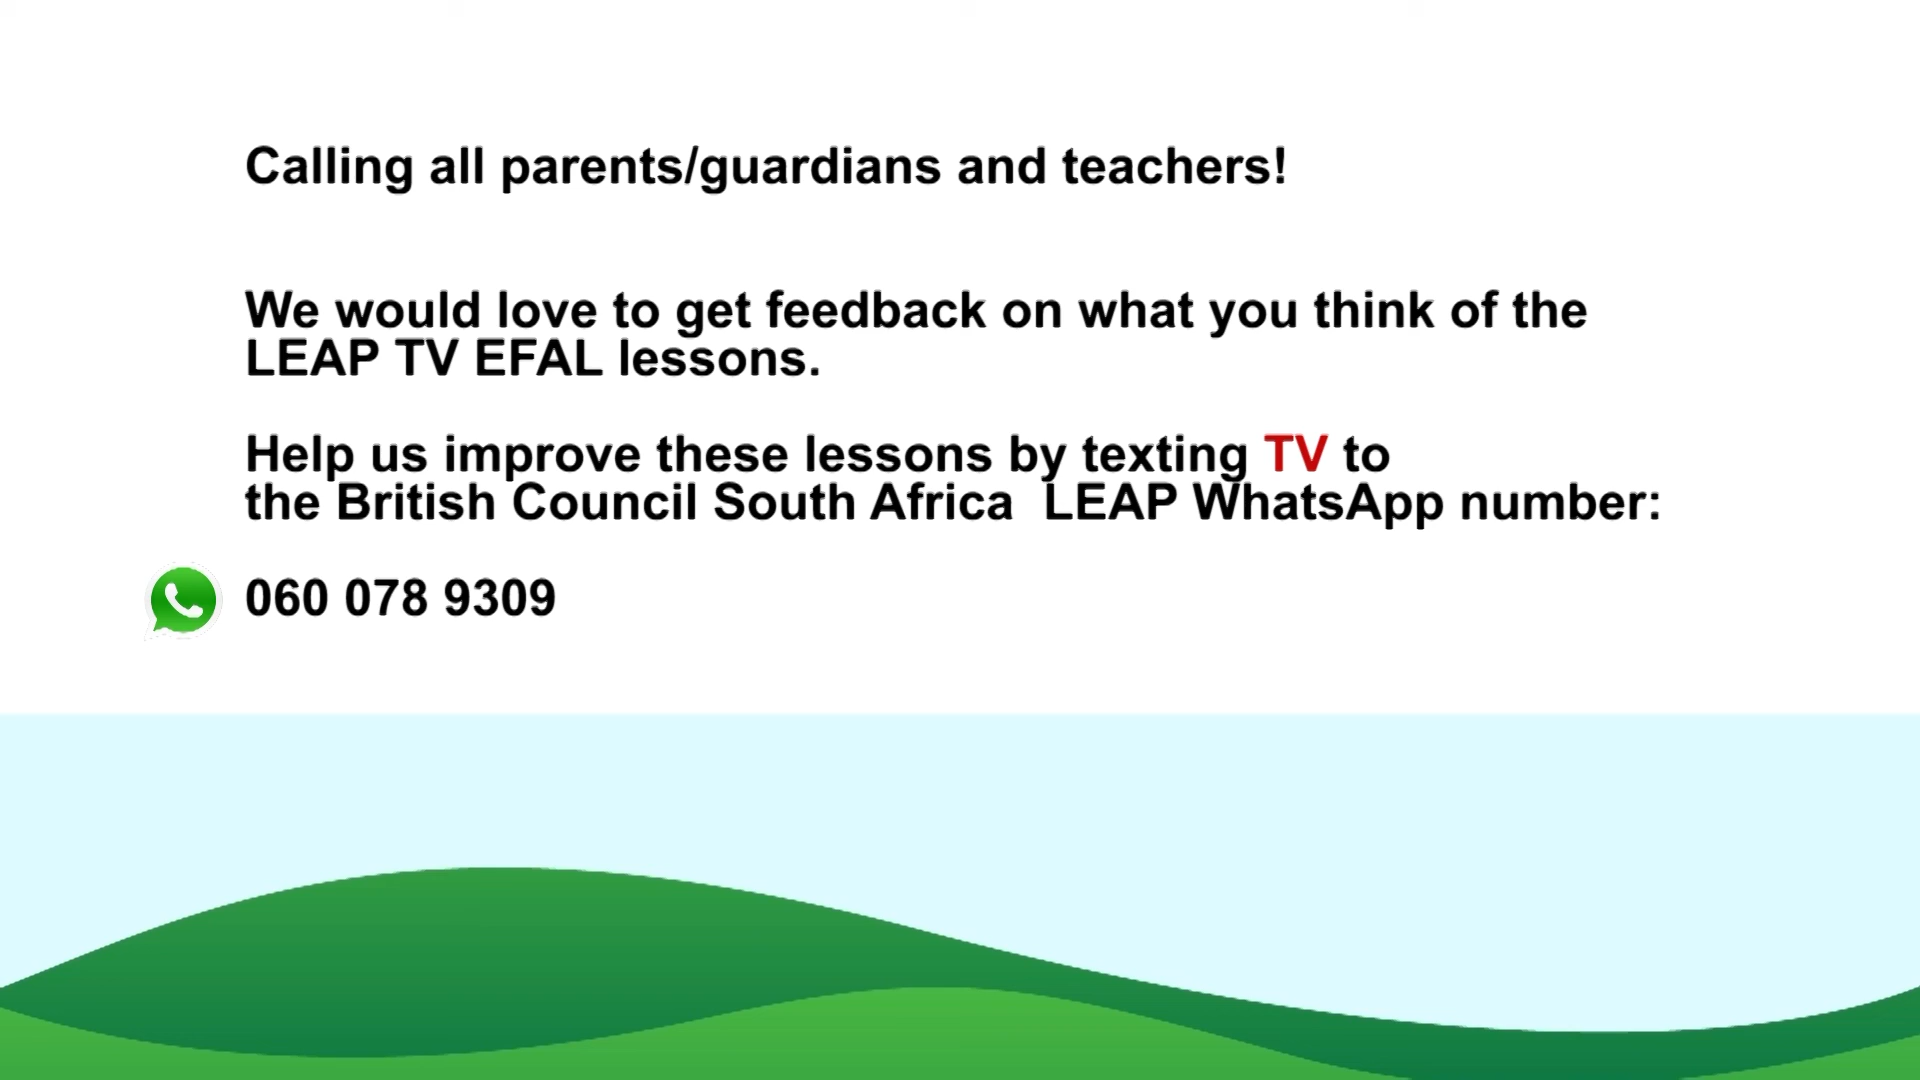 Calling all parents/guardians and teachers!
We would love to get feedback on what you think of the
LEAP TV EFAL lessons.
Help us improve these lessons by texting TV to
the British Council South Africa  LEAP WhatsApp number:
060 078 9309